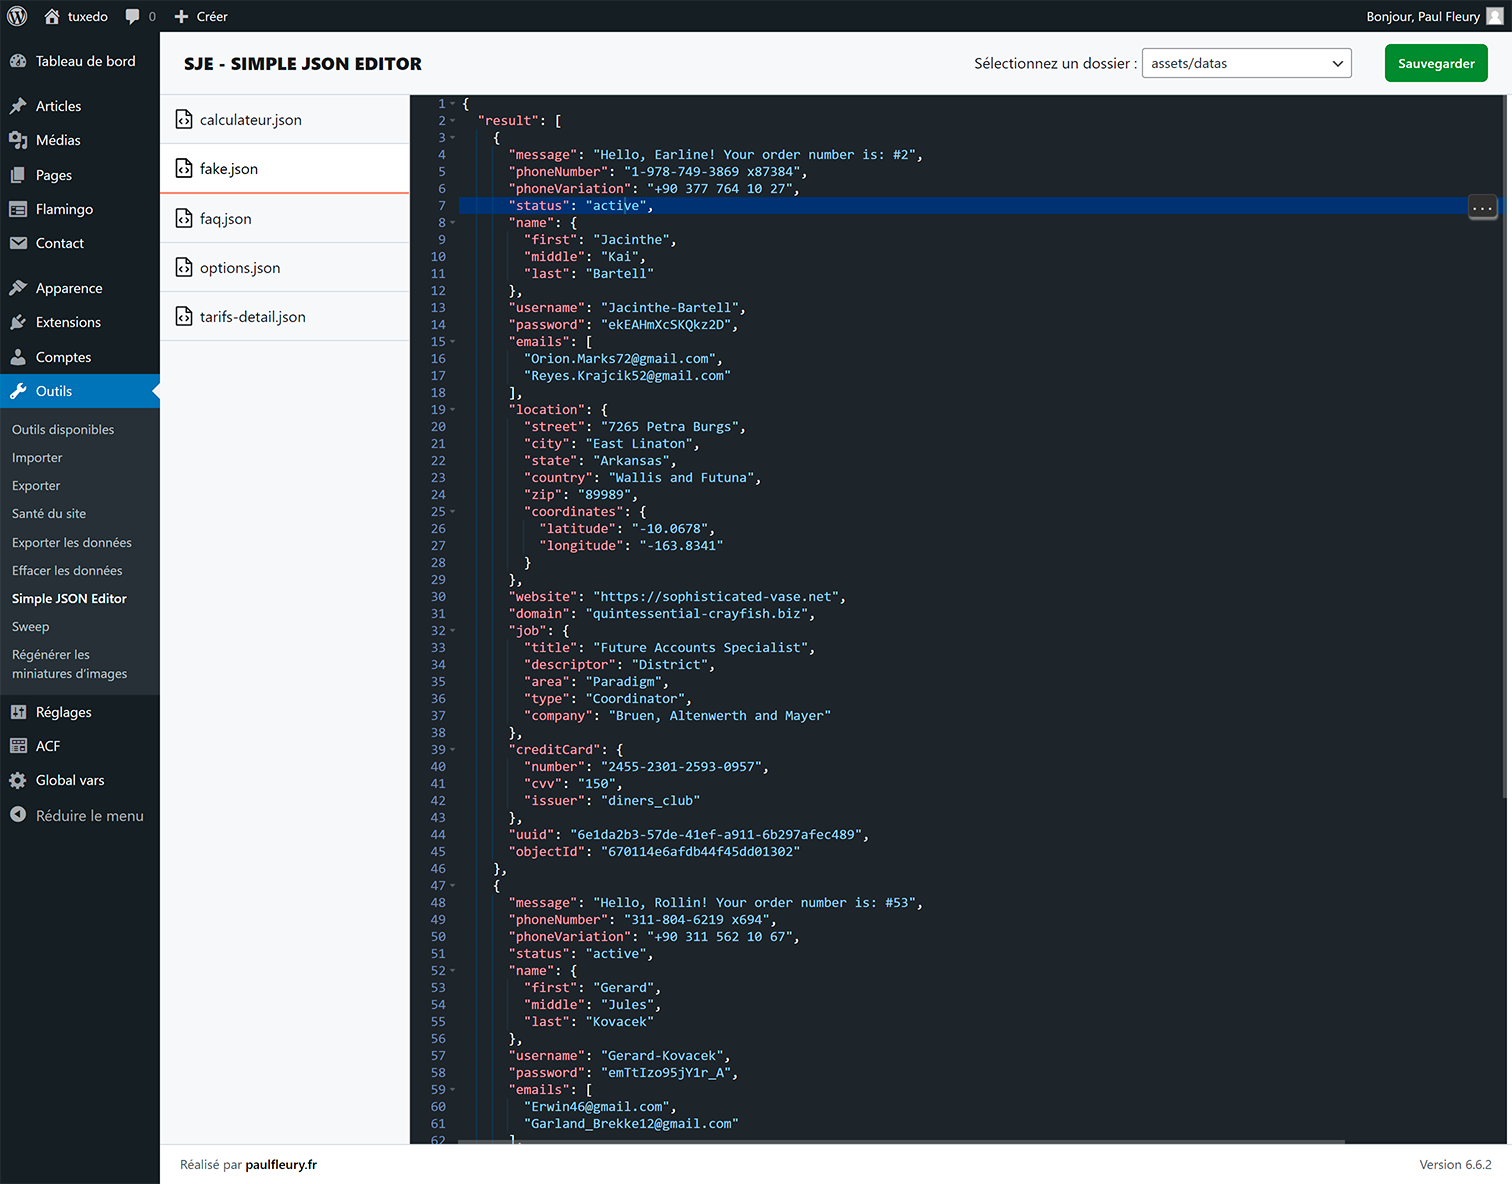 tuxedo 0 Créer Bonjour, Paul Fleury
Tableau de bord
Articles
Médias
Pages
Flamingo
Contact
Apparence
Extensions
Comptes
Outils
Outils disponibles
Importer
Exporter
Santé du site
Exporter les données
Effacer les données
Simple JSON Editor
Sweep
Régénérer les
miniatures d'images
Réglages
ACF
Global vars
Réduire le menu
SJE - SIMPLE JSON EDITOR
Sélectionnez un dossier : assets/datas
Sauvegarder
calculateur.json
fake.json
faq.json
options.json
tarifs-detail.json
1 {
2 "result": [
3 {
4 "message": "Hello, Earline! Your order number is: #2",
5 "phoneNumber": "1-978-749-3869 x87384",
6 "phoneVariation": "+90 377 764 10 27",
7 "status": "active", ...
8 "name": {
9 "first": "Jacinthe",
10 "middle": "Kai",
11 "last": "Bartell"
12 },
13 "username": "Jacinthe-Bartell",
14 "password": "ekEAHmXcSKQkz2D",
15 "emails": [
16 "Orion.Marks72@gmail.com",
17 "Reyes.Krajcik52@gmail.com"
18 ],
19 "location": {
20 "street": "7265 Petra Burgs",
21 "city": "East Linaton",
22 "state": "Arkansas",
23 "country": "Wallis and Futuna",
24 "zip": "89989",
25 "coordinates": {
26 "latitude": "-10.0678",
27 "longitude": "-163.8341"
28 }
29 },
30 "website": "https://sophisticated-vase.net",
31 "domain": "quintessential-crayfish.biz",
32 "job": {
33 "title": "Future Accounts Specialist",
34 "descriptor": "District",
35 "area": "Paradigm",
36 "type": "Coordinator",
37 "company": "Bruen, Altenwerth and Mayer"
38 },
39 "creditCard": {
40 "number": "2455-2301-2593-0957",
41 "cvv": "150",
42 "issuer": "diners_club"
43 },
44 "uuid": "6e1da2b3-57de-41ef-a911-6b297afec489",
45 "objectId": "670114e6afdb44f45dd01302"
46 },
47 {
48 "message": "Hello, Rollin! Your order number is: #53",
49 "phoneNumber": "311-804-6219 x694",
50 "phoneVariation": "+90 311 562 10 67",
51 "status": "active",
52 "name": {
53 "first": "Gerard",
54 "middle": "Jules",
55 "last": "Kovacek"
56 },
57 "username": "Gerard-Kovacek",
58 "password": "emTtIzo95jY1r_A",
59 "emails": [
60 "Erwin46@gmail.com",
61 "Garland_Brekke12@gmail.com"
62 ],
Réalisé par paulfleury.fr
Version 6.6.2